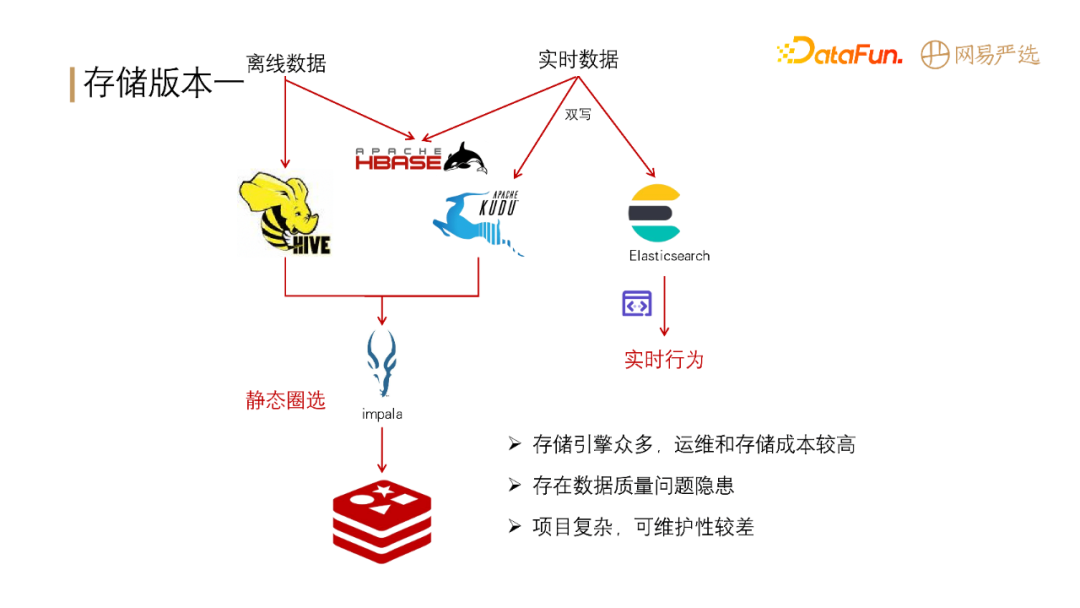 存储版本一
离线数据
实时数据
DataFun.
网易严选
双写
APACHE
HBASE
APACHE
KUDU
HIVE
Elasticsearch
实时行为
静态圈选
impala
➢ 存储引擎众多，运维和存储成本较高
➢ 存在数据质量问题隐患
➢ 项目复杂，可维护性较差